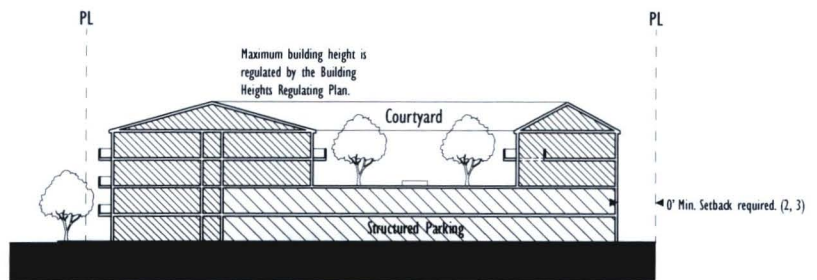 PL
PL
Maximum building height is
regulated by the Building
Heights Regulating Plan.
Courtyard
0' Min. Setback required. (2, 3)
Structured Parking